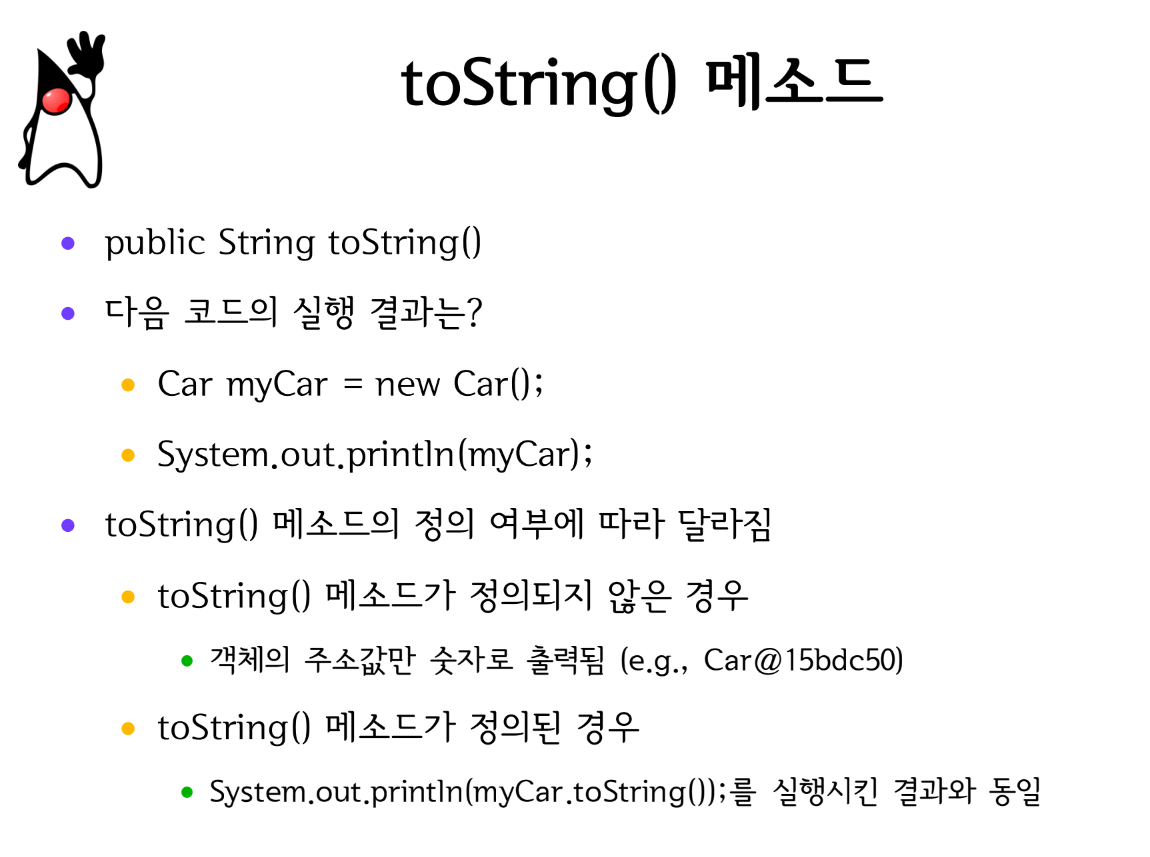 toString() 메소드
• public String toString()
• 다음 코드의 실행 결과는?
• Car myCar = new Car();
• System.out.println(myCar);
• toString() 메소드의 정의 여부에 따라 달라짐
• toString() 메소드가 정의되지 않은 경우
• 객체의 주소값만 숫자로 출력됨 (e.g., Car@15bdc50)
• toString() 메소드가 정의된 경우
• System.out.println(myCar.toString());를 실행시킨 결과와 동일